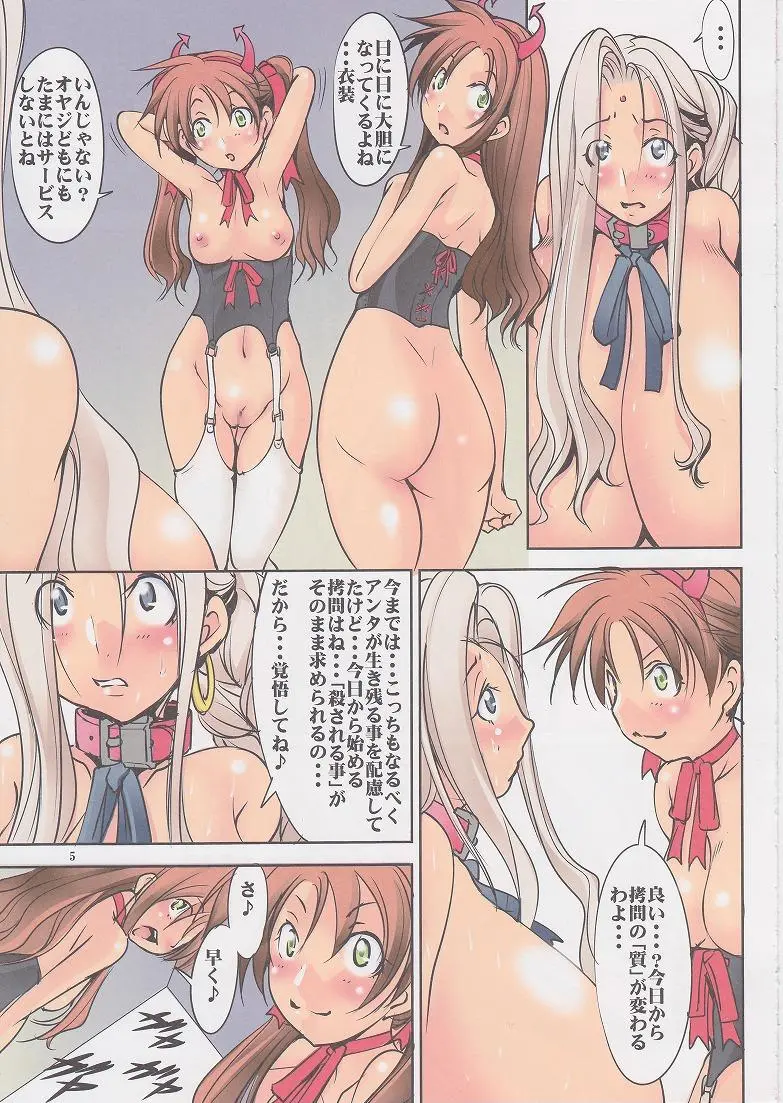 ・・・
日に日に大胆に
なってくるよね
・・・衣装
いんじゃない？
オヤジどもにも
たまにはサービス
しないとね
良い・・・？今日から
拷問の「質」が変わる
わよ・・・
今までは・・・こっちもなるべく
アンタが生き残る事を配慮して
たけど・・・今日から始める
拷問はね・・・「殺される事」が
そのまま求められるの・・・
だから・・・覚悟してね♪
さ♪
早く♪
5